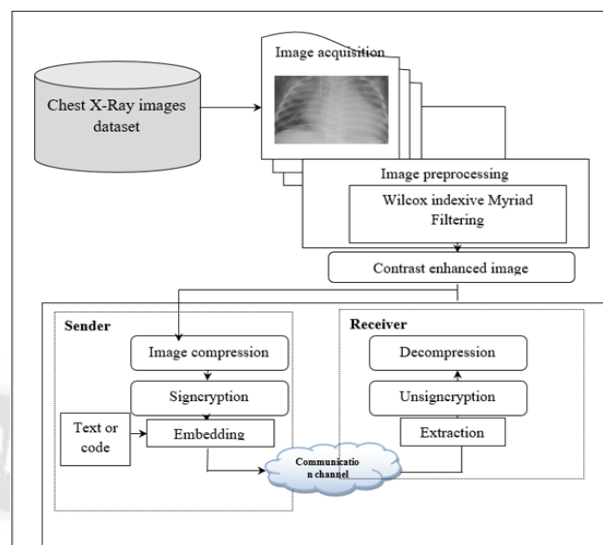 Image acquisition
Chest X-Ray images
dataset
Image preprocessing
Wilcox indexive Myriad
Filtering
Contrast enhanced image
Sender
Image compression
Signcryption
Text or
code
Embedding
Communicatio
n channel
Receiver
Decompression
Unsigncryption
Extraction